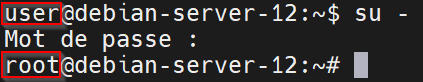 user@debian-server-12:~$ su -
Mot de passe :
root@debian-server-12:~#